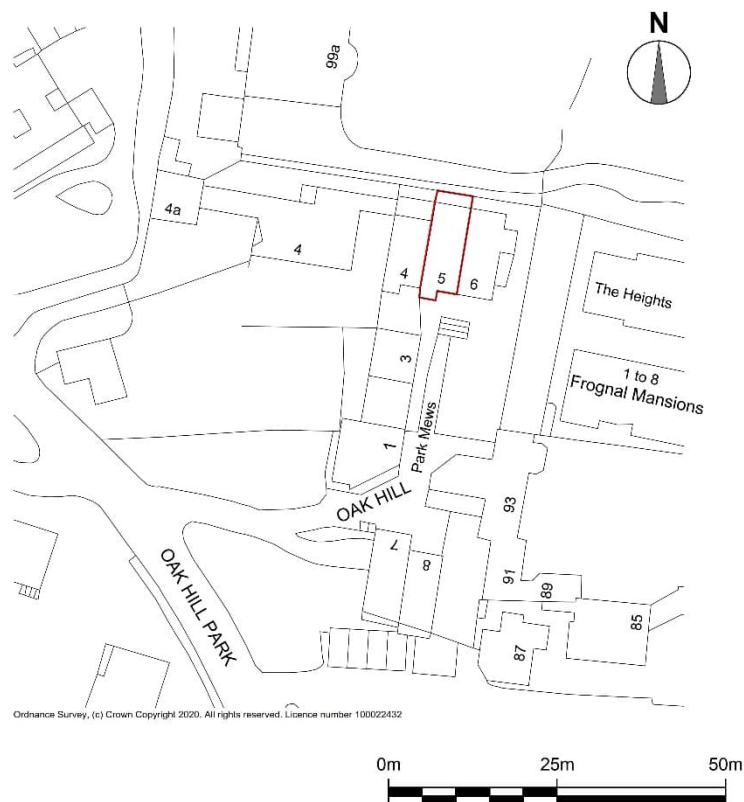 N
99a
4a
4
4
5
6
The Heights
3
1 to 8
Frognal Mansions
1
Park Mews
OAK HILL
93
7
8
91
89
OAK HILL PARK
87
85
Ordnance Survey, (c) Crown Copyright 2020. All rights reserved. Licence number 100022432
0m
25m
50m